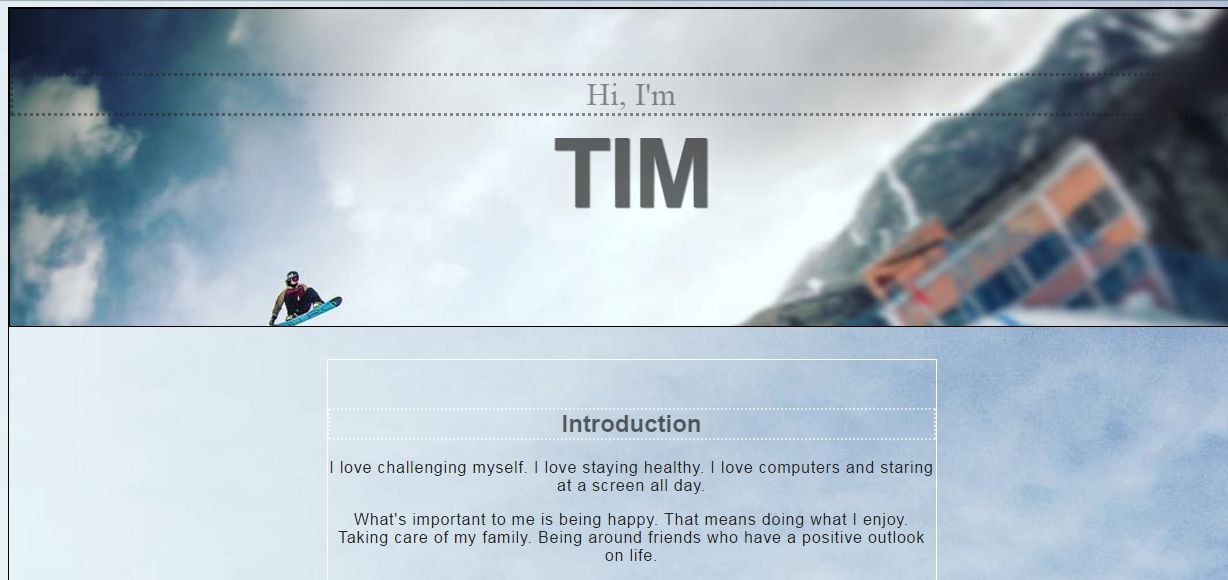 Hi, I'm
TIM
Introduction
I love challenging myself. I love staying healthy. I love computers and staring
at a screen all day.
What's important to me is being happy. That means doing what I enjoy.
Taking care of my family. Being around friends who have a positive outlook
on life.